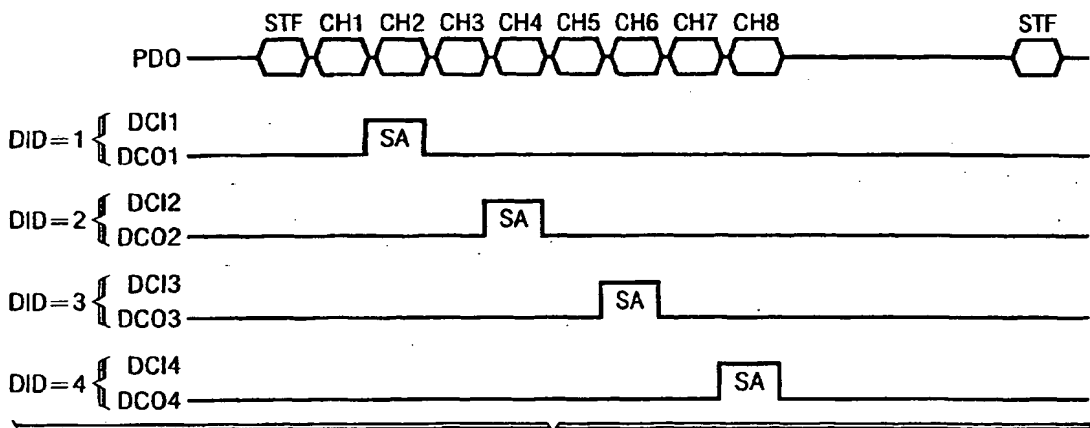 STF CH1 CH2 CH3 CH4 CH5 CH6 CH7 CH8 STF
PDO
DID=1 DCI1
SA
DCO1
DID=2 DCI2
SA
DCO2
DID=3 DCI3
SA
DCO3
DID=4 DCI4
SA
DCO4